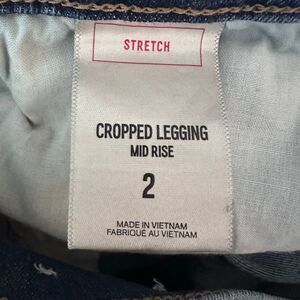 STRETCH
CROPPED LEGGING
MID RISE
2
MADE IN VIETNAM
FABRIQUÉ AU VIETNAM